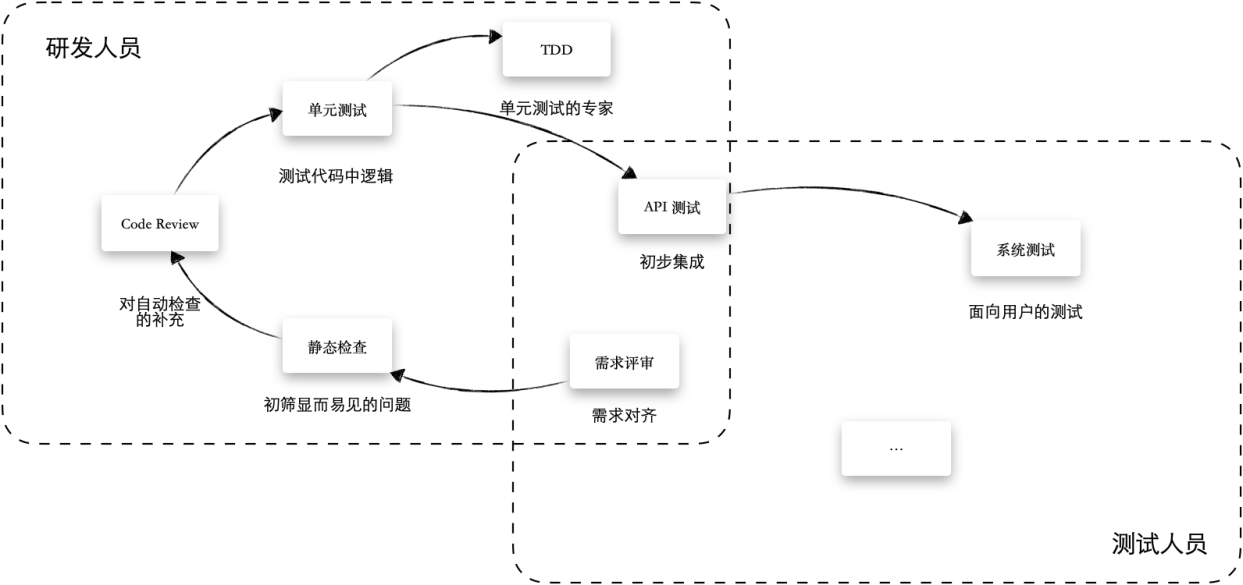 研发人员
TDD
单元测试的专家
单元测试
测试代码中逻辑
Code Review
对自动检查
的补充
静态检查
初筛显而易见的问题
API 测试
初步集成
需求评审
需求对齐
系统测试
面向用户的测试
...
测试人员